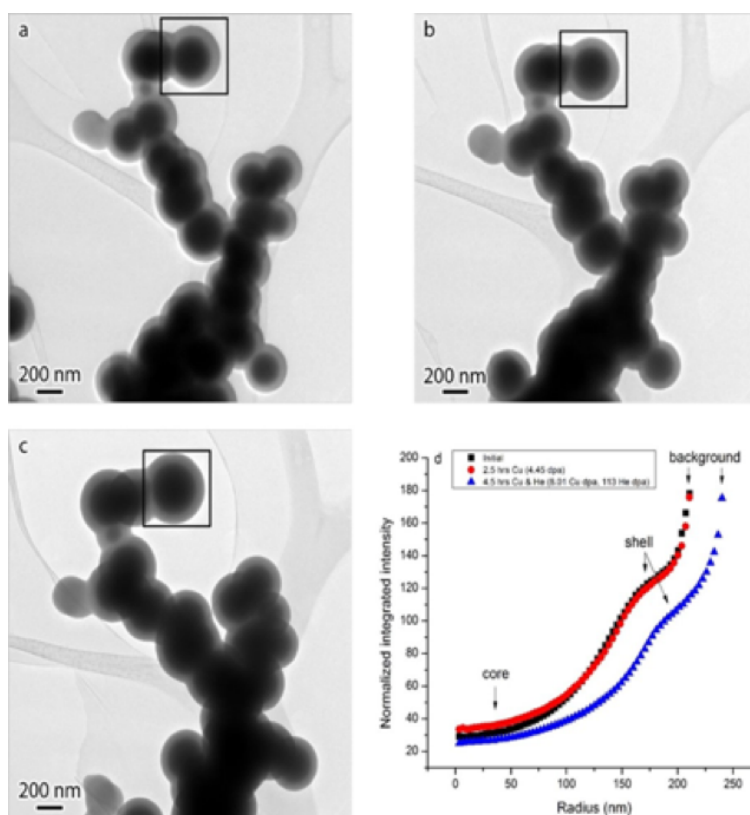 a
200 nm
b
200 nm
c
200 nm
d
Initial
2.5 hrs Cu (4.45 dpa)
4.5 hrs Cu & He (8.01 Cu dpa, 113 He dpa)
background
shell
core
Normalized integrated intensity
200
180
160
140
120
100
80
60
40
20
0
50
100
150
200
250
Radius (nm)